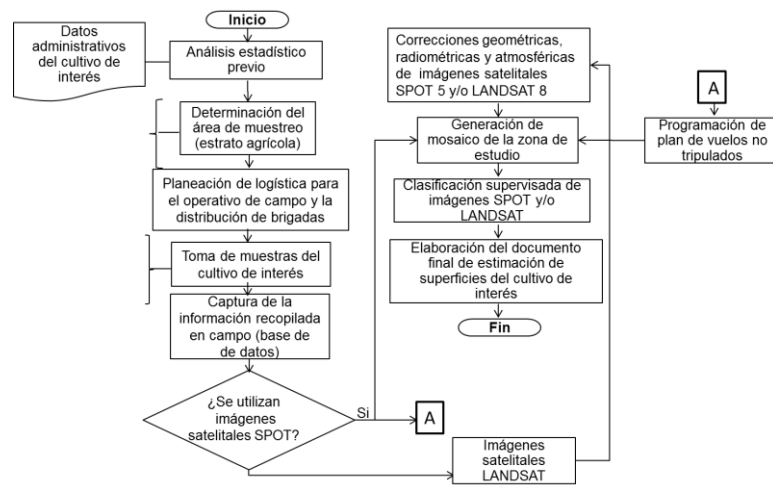 Inicio
Datos
administrativos
del cultivo de
interés
Análisis estadístico
previo
Determinación del
área de muestreo
(estrato agrícola)
Planeación de logística para
el operativo de campo y la
distribución de brigadas
Toma de muestras del
cultivo de interés
Captura de la
información recopilada
en campo (base de
de datos)
¿Se utilizan
imágenes
satelitales SPOT?
Si
A
Imágenes
satelitales
LANDSAT
Correcciones geométricas,
radiométricas y atmosféricas
de imágenes satelitales
SPOT 5 y/o LANDSAT 8
A
Programación de
plan de vuelos no
tripulados
Generación de
mosaico de la zona de
estudio
Clasificación supervisada de
imágenes SPOT y/o
LANDSAT
Elaboración del documento
final de estimación de
superficies del cultivo de
interés
Fin